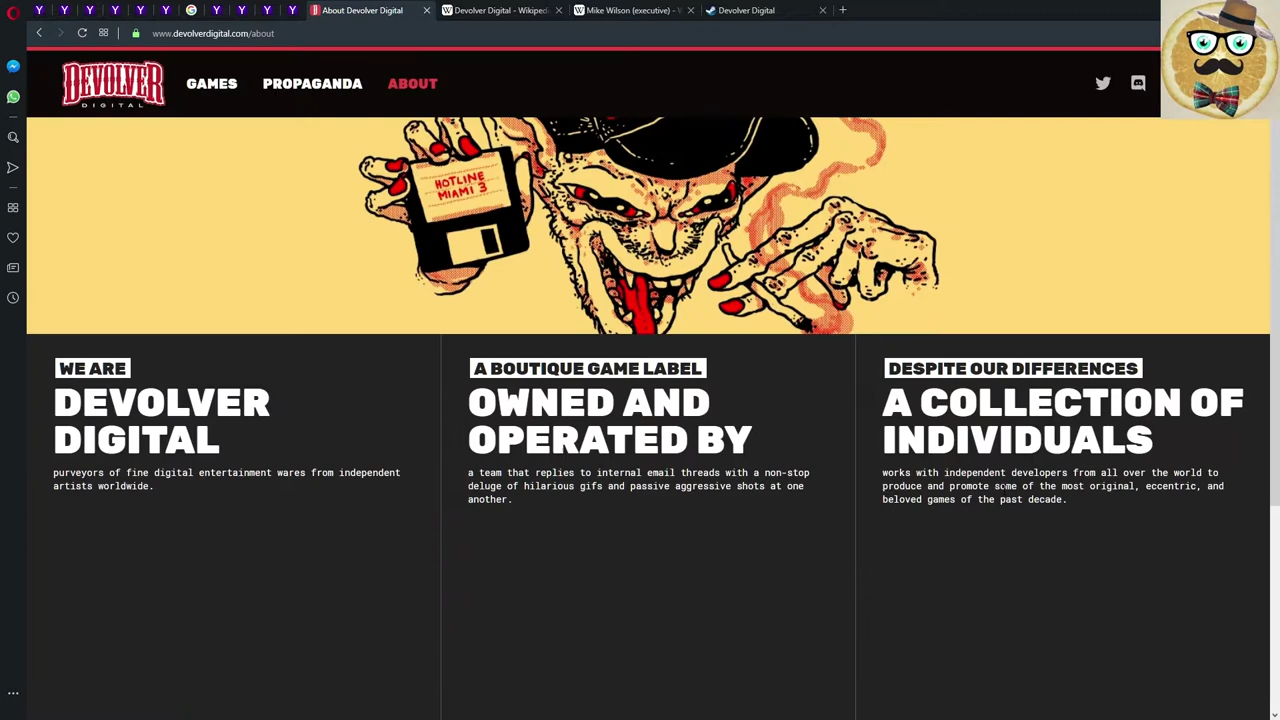 About Devolver Digital
Devolver Digital - Wikiped
Mike Wilson (executive) - W
Devolver Digital
www.devolverdigital.com/about
DEVOLVER
DIGITAL
GAMES
PROPAGANDA
ABOUT
HOTLINE
MIAMI 3
WE ARE
DEVOLVER
DIGITAL
purveyors of fine digital entertainment wares from independent
artists worldwide.
A BOUTIQUE GAME LABEL
OWNED AND
OPERATED BY
a team that replies to internal email threads with a non-stop
deluge of hilarious gifs and passive aggressive shots at one
another.
DESPITE OUR DIFFERENCES
A COLLECTION OF
INDIVIDUALS
works with independent developers from all over the world to
produce and promote some of the most original, eccentric, and
beloved games of the past decade.